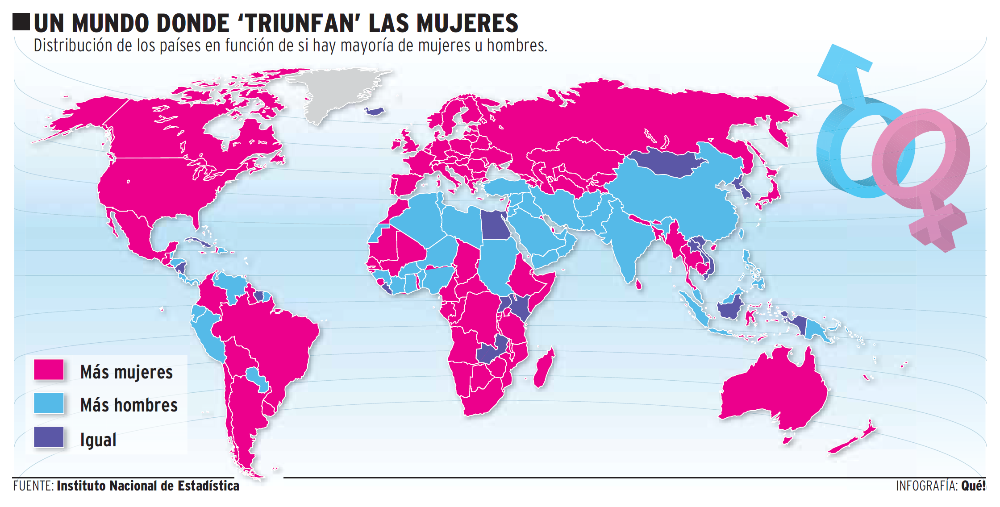 UN MUNDO DONDE ‘TRIUNFAN’ LAS MUJERES
Distribución de los países en función de si hay mayoría de mujeres u hombres.
Más mujeres
Más hombres
Igual
FUENTE: Instituto Nacional de Estadística
INFOGRAFÍA: Qué!